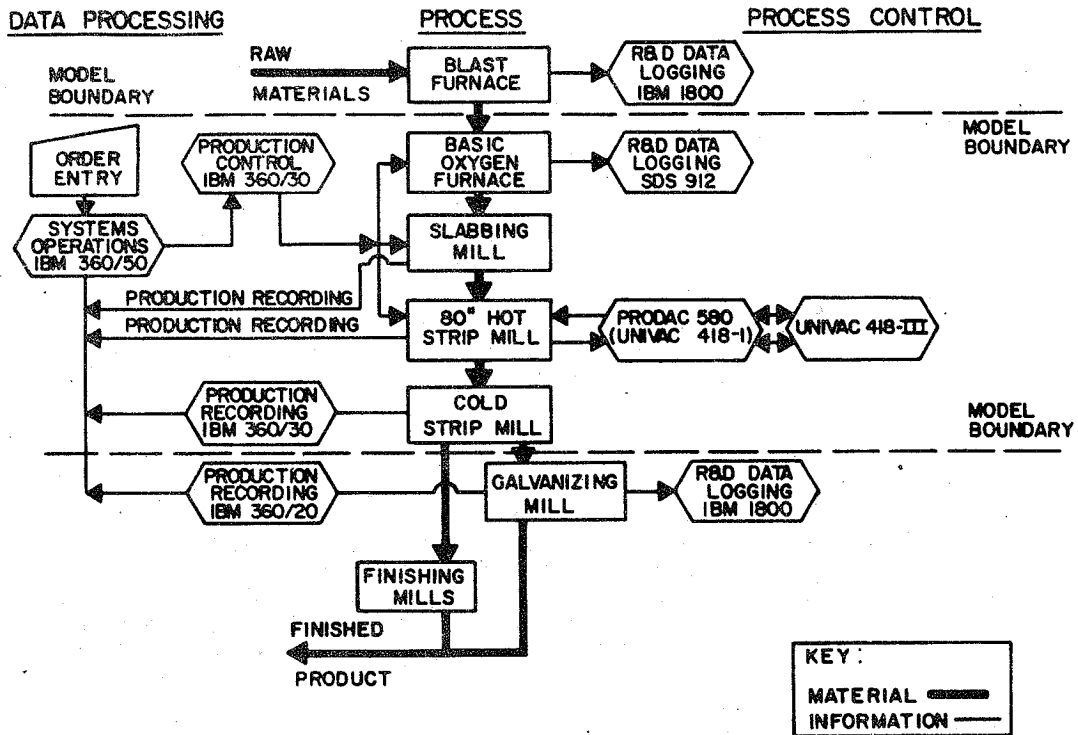 DATA PROCESSING
PROCESS
PROCESS CONTROL
RAW
MATERIALS
BLAST
FURNACE
R&D DATA
LOGGING
IBM 1800
MODEL
BOUNDARY
MODEL
BOUNDARY
ORDER
ENTRY
PRODUCTION
CONTROL
IBM 360/30
BASIC
OXYGEN
FURNACE
R&D DATA
LOGGING
SDS 912
SYSTEMS
OPERATIONS
IBM 360/50
SLABBING
MILL
PRODUCTION RECORDING
PRODUCTION RECORDING
80" HOT
STRIP MILL
PRODAC 580
(UNIVAC 418-I)
UNIVAC 418-III
PRODUCTION
RECORDING
IBM 360/30
COLD
STRIP MILL
MODEL
BOUNDARY
PRODUCTION
RECORDING
IBM 360/20
GALVANIZING
MILL
R&D DATA
LOGGING
IBM 1800
FINISHING
MILLS
FINISHED
PRODUCT
KEY:
MATERIAL
INFORMATION